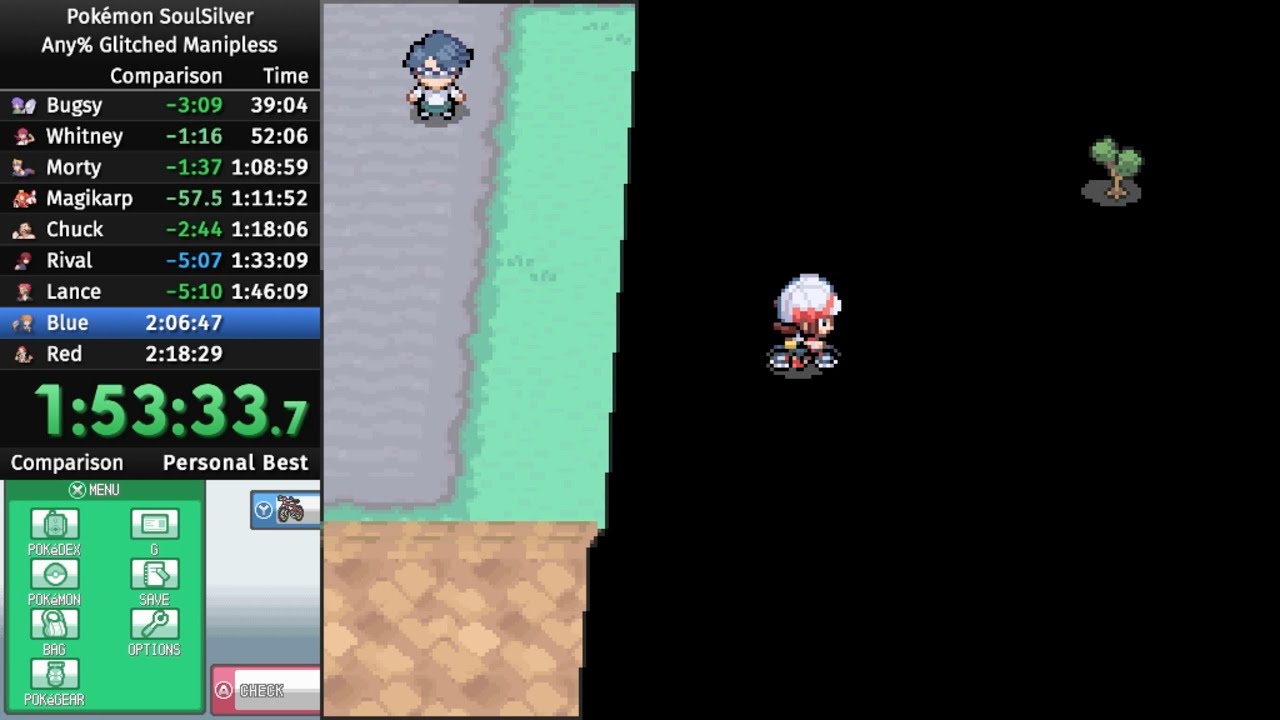 Pokémon SoulSilver
Any% Glitched Manipless
Comparison Time
Bugsy -3:09 39:04
Whitney -1:16 52:06
Morty -1:37 1:08:59
Magikarp -57.5 1:11:52
Chuck -2:44 1:18:06
Rival -5:07 1:33:09
Lance -5:10 1:46:09
Blue 2:06:47
Red 2:18:29
1:53:33.7
Comparison Personal Best
X MENU
Y
POKéDEX G
POKéMON SAVE
BAG OPTIONS
POKéGEAR
A CHECK